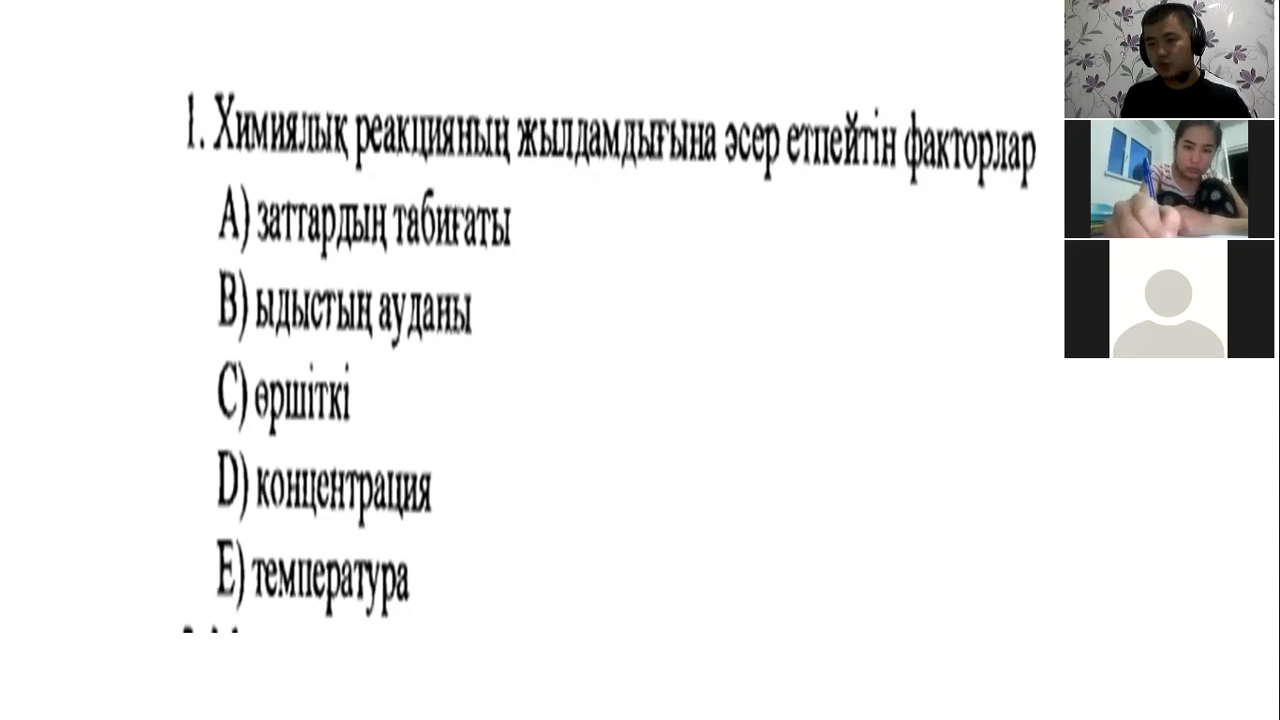 1. Химиялық реакцияның жылдамдығына әсер етпейтін факторлар
A) заттардың табиғаты
B) ыдыстың ауданы
C) өршіткі
D) концентрация
E) температура